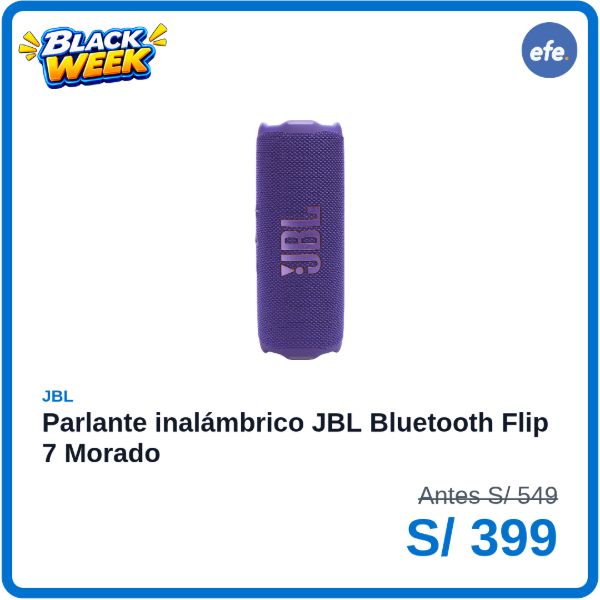 BLACK
WEEK
efe.
JBL
JBL
Parlante inalámbrico JBL Bluetooth Flip
7 Morado
Antes S/ 549
S/ 399